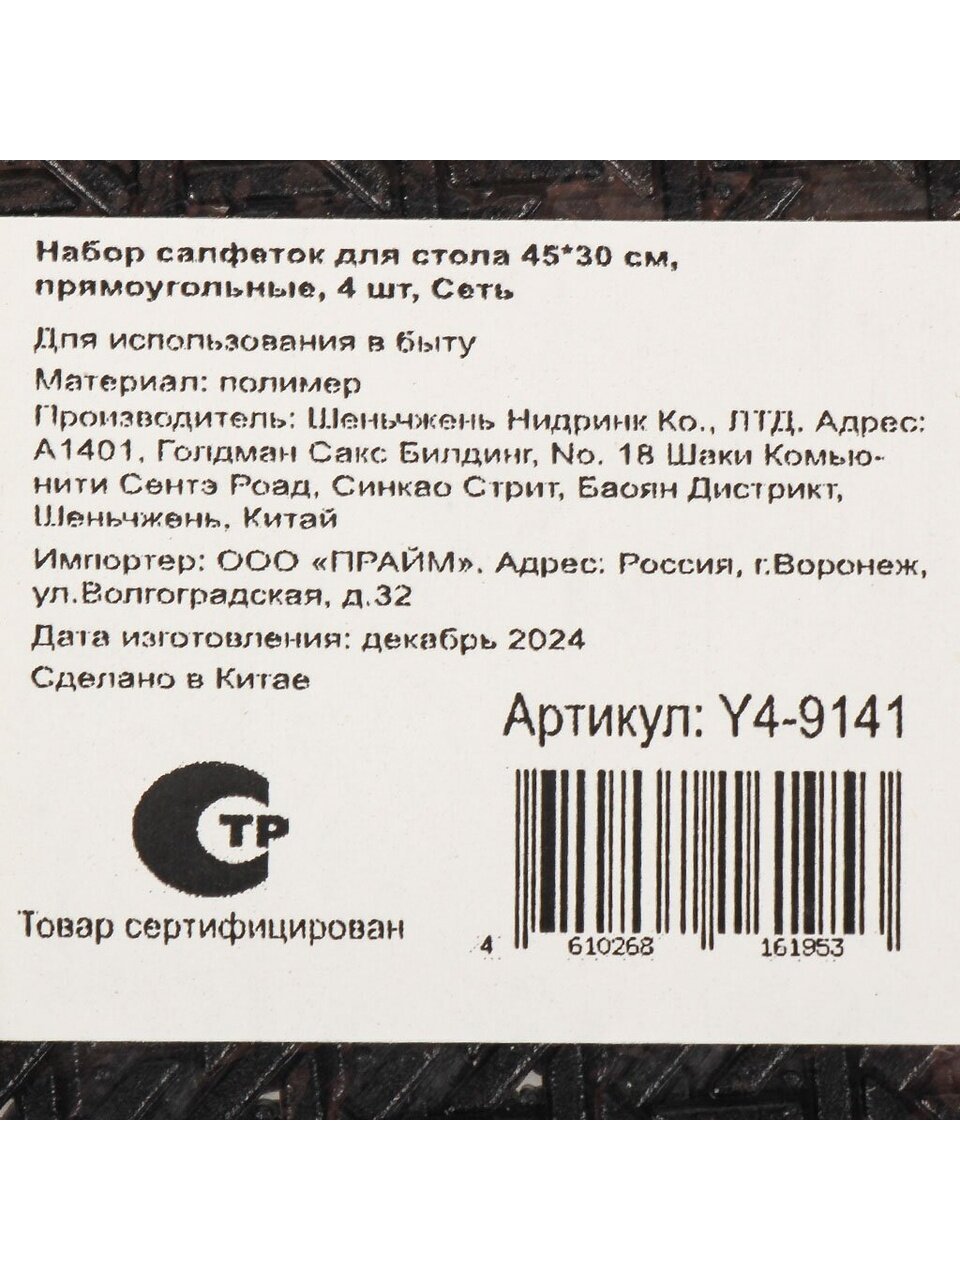 Набор салфеток для стола 45*30 см,
прямоугольные, 4 шт, Сеть
Для использования в быту
Материал: полимер
Производитель: Шеньчжень Нидринк Ко., ЛТД. Адрес:
А1401, Голдман Сакс Билдинг, No. 18 Шаки Комью-
нити Сентэ Роад, Синкао Стрит, Баоян Дистрикт,
Шеньчжень, Китай
Импортер: ООО «ПРАЙМ». Адрес: Россия, г.Воронеж,
ул.Волгоградская, д.32
Дата изготовления: декабрь 2024
Сделано в Китае
Артикул: Y4-9141
СТР
Товар сертифицирован
4 610268 161953